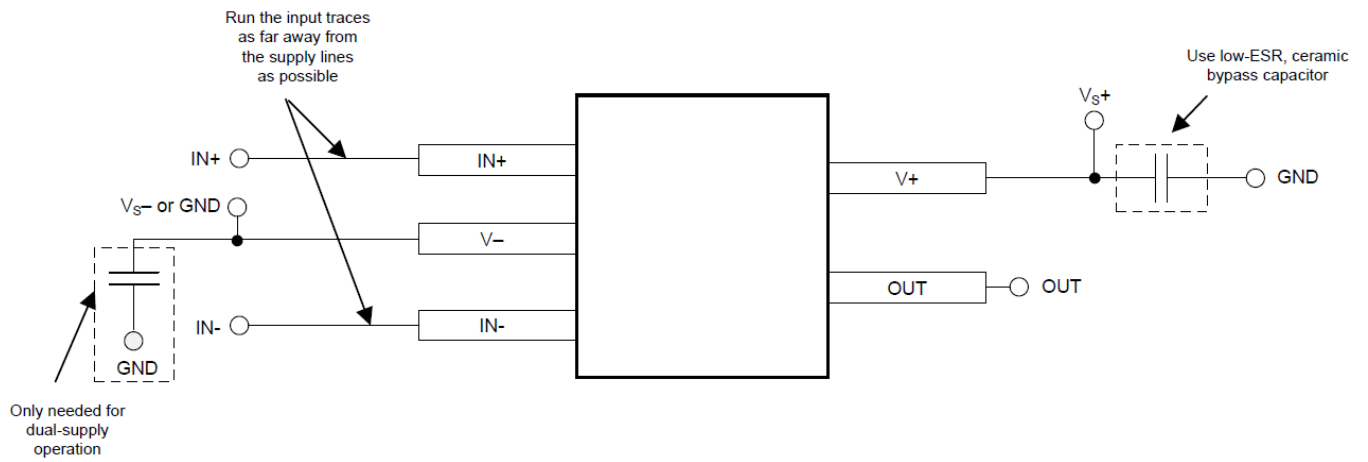 Run the input traces
as far away from
the supply lines
as possible
Use low-ESR, ceramic
bypass capacitor
VS+
IN+
IN+
V+
GND
VS– or GND
V–
OUT
OUT
IN-
IN-
GND
Only needed for
dual-supply
operation